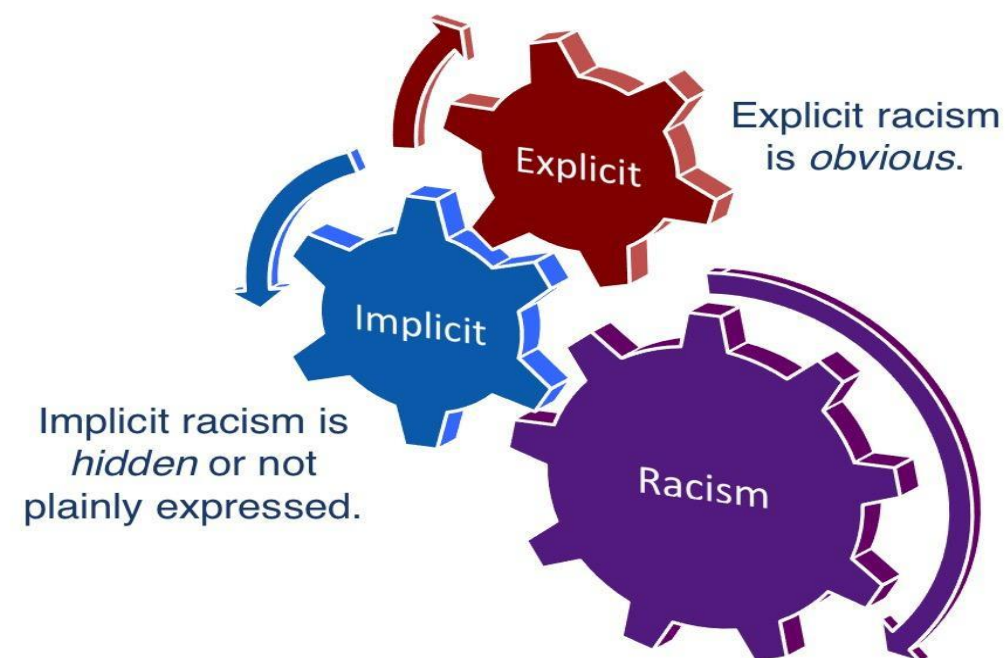 Explicit
Explicit racism
is obvious.
Implicit
Implicit racism is
hidden or not
plainly expressed.
Racism